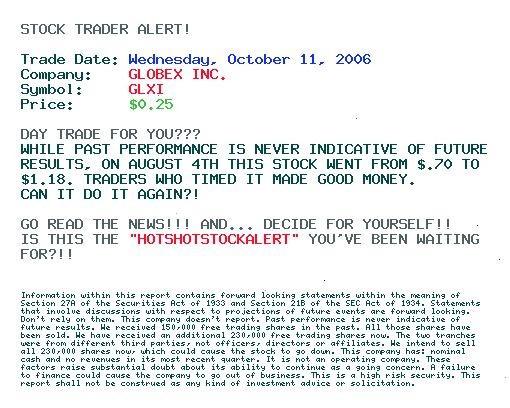 STOCK TRADER ALERT!
Trade Date: Wednesday, October 11, 2006
Company: GLOBEX INC.
Symbol: GLXI
Price: $0.25
DAY TRADE FOR YOU???
WHILE PAST PERFORMANCE IS NEVER INDICATIVE OF FUTURE
RESULTS, ON AUGUST 4TH THIS STOCK WENT FROM $.70 TO
$1.18. TRADERS WHO TIMED IT MADE GOOD MONEY.
CAN IT DO IT AGAIN?!
GO READ THE NEWS!!! AND... DECIDE FOR YOURSELF!!
IS THIS THE "HOTSHOTSTOCKALERT" YOU'VE BEEN WAITING
FOR?!!
Information within this report contains forward looking statements within the meaning of
Section 27A of the Securities Act of 1933 and Section 21B of the SEC Act of 1934. Statements
that involve discussions with respect to projections of future events are forward looking.
Don't rely on them. This company doesn't report. Past performance is never indicative of
future results. We received 150,000 free trading shares in the past. All those shares have
been sold. We have received an additional 230,000 free trading shares now. The two tranches
were from different third parties, not officers, directors or affiliates. We intend to sell
all 230,000 shares now, which could cause the stock to go down. This company has: nominal
cash and no revenues in its most recent quarter. It is not an operating company. These
factors raise substantial doubt about its ability to continue as a going concern. A failure
to finance could cause the company to go out of business. This is a high risk security. This
report shall not be construed as any kind of investment advice or solicitation.